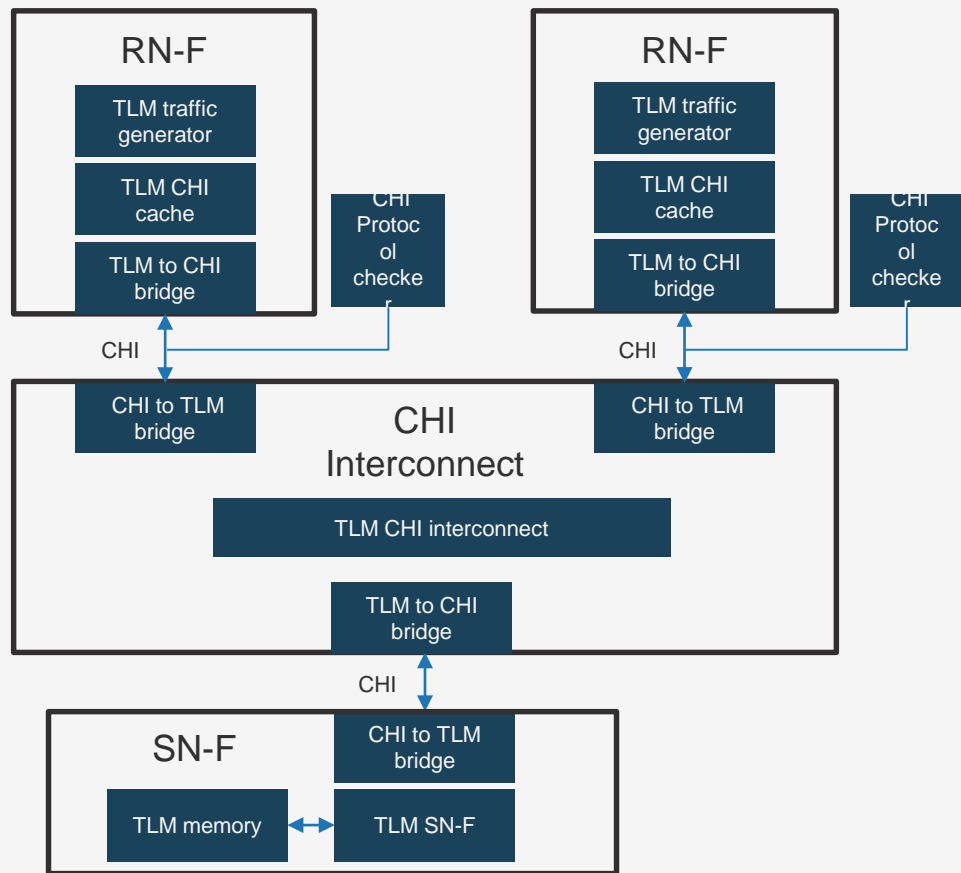 RN-F
TLM traffic
generator
TLM CHI
cache
TLM to CHI
bridge
CHI
Protoc
ol
checke
r
CHI
RN-F
TLM traffic
generator
TLM CHI
cache
TLM to CHI
bridge
CHI
Protoc
ol
checke
r
CHI
CHI to TLM
bridge
CHI
Interconnect
CHI to TLM
bridge
TLM CHI interconnect
TLM to CHI
bridge
CHI
SN-F
CHI to TLM
bridge
TLM memory
TLM SN-F